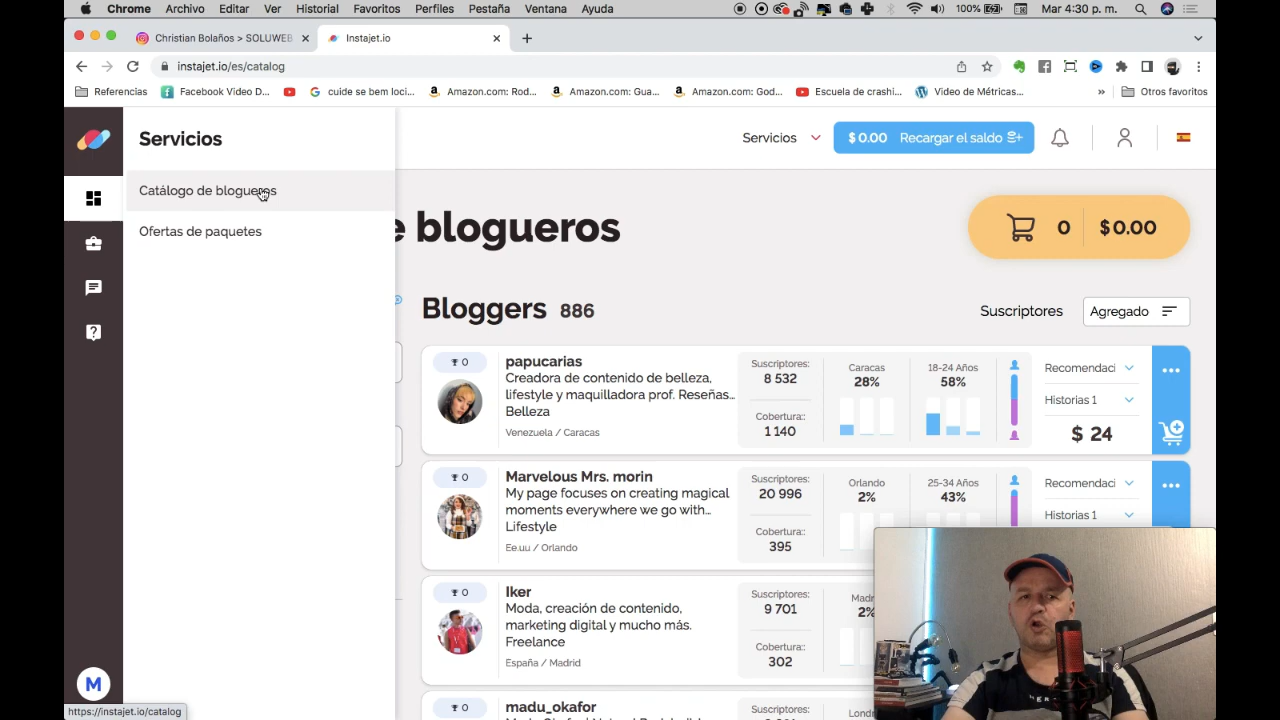 Chrome Archivo Editar Ver Historial Favoritos Perfiles Pestaña Ventana Ayuda 100% Mar 4:30 p. m.
Christian Bolaños > SOLUWEB Instajet.io
instajet.io/es/catalog
Referencias Facebook Video D... cuide se bem loci... Amazon.com: Rod... Amazon.com: Gua... Amazon.com: God... Escuela de crashi... Video de Métricas... » Otros favoritos
Servicios
Catálogo de blogueros
Ofertas de paquetes
Servicios $ 0.00 Recargar el saldo
e blogueros
0 $ 0.00
Bloggers 886
Suscriptores Agregado
0
papucarias
Creadora de contenido de belleza,
lifestyle y maquilladora prof. Reseñas...
Belleza
Venezuela / Caracas
Suscriptores:
8 532
Cobertura::
1 140
Caracas
28%
18-24 Años
58%
Recomendaci
Historias 1
$ 24
0
Marvelous Mrs. morin
My page focuses on creating magical
moments everywhere we go with...
Lifestyle
Ee.uu / Orlando
Suscriptores:
20 996
Cobertura::
395
Orlando
2%
25-34 Años
43%
Recomendaci
Historias 1
0
Iker
Moda, creación de contenido,
marketing digital y mucho más.
Freelance
España / Madrid
Suscriptores:
9 701
Cobertura::
302
Mad
2%
0
madu_okafor
Suscriptores:
Lond
M
https://instajet.io/catalog